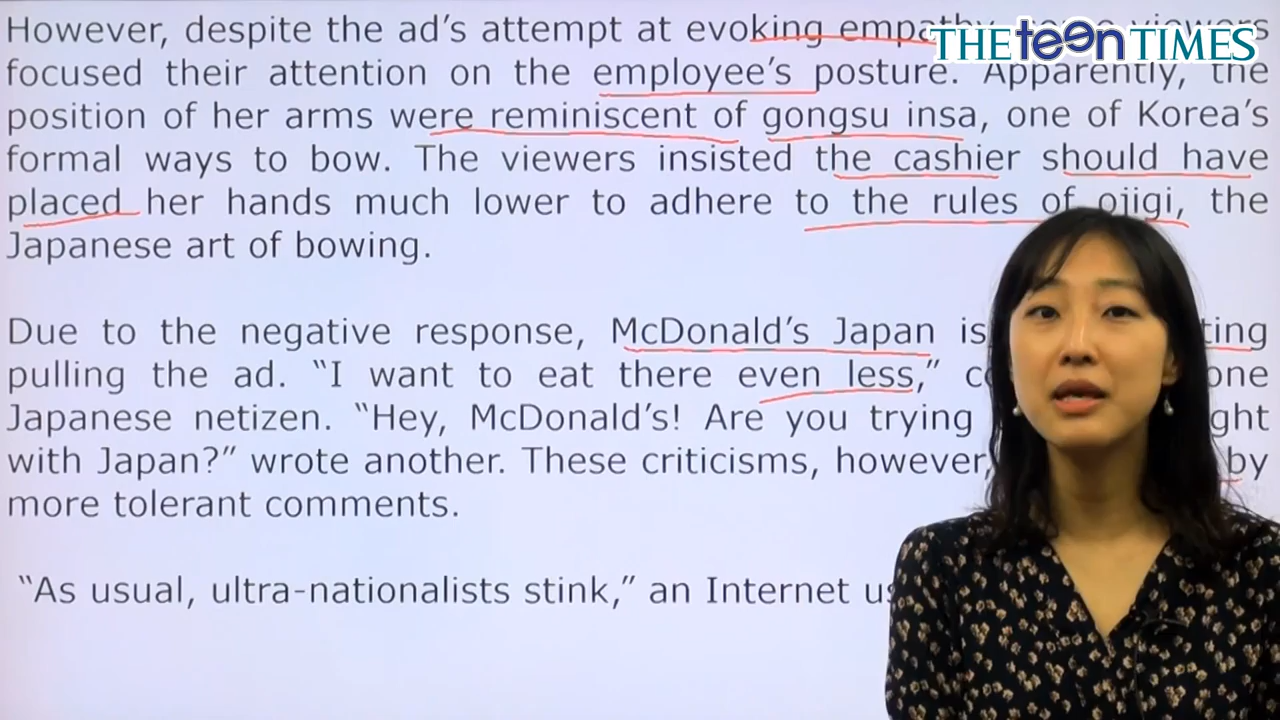 However, despite the ad's attempt at evoking viewers
THE teen TIMES
focused their attention on the employee's posture. Apparently, the
position of her arms were reminiscent of gongsu insa, one of Korea's
formal ways to bow. The viewers insisted the cashier should have
placed her hands much lower to adhere to the rules of ojigi, the
Japanese art of bowing.
Due to the negative response, McDonald's Japan is
pulling the ad. “I want to eat there even less,” one
Japanese netizen. “Hey, McDonald's! Are you trying
with Japan?” wrote another. These criticisms, however, by
more tolerant comments.
“As usual, ultra-nationalists stink,” an Internet